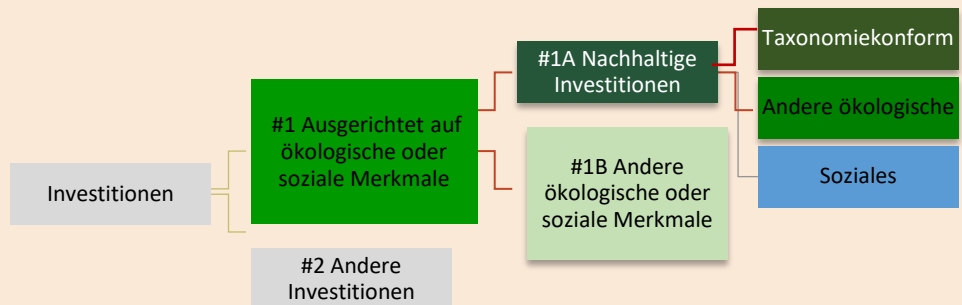 Investitionen
#1 Ausgerichtet auf
ökologische oder
soziale Merkmale
#2 Andere
Investitionen
#1A Nachhaltige
Investitionen
#1B Andere
ökologische oder
soziale Merkmale
Taxonomiekonform
Andere ökologische
Soziales